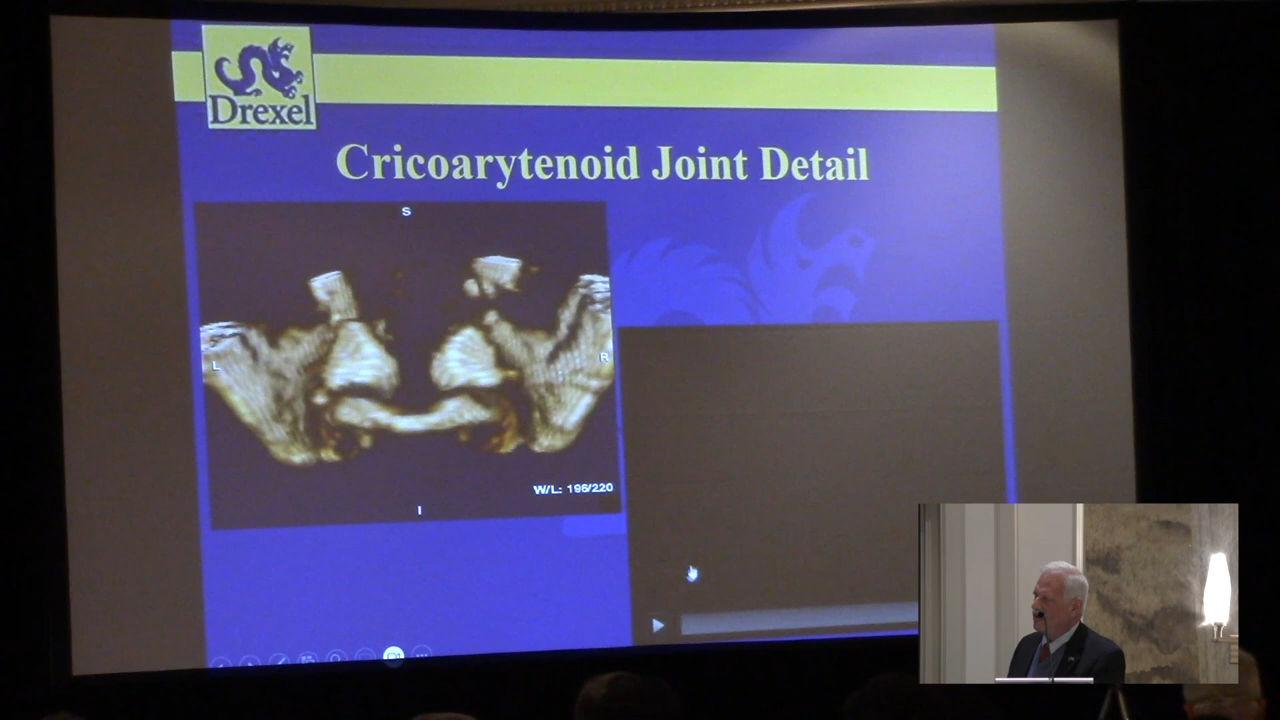 Drexel
Cricoarytenoid Joint Detail
S
L
R
W/L: 196/220
I